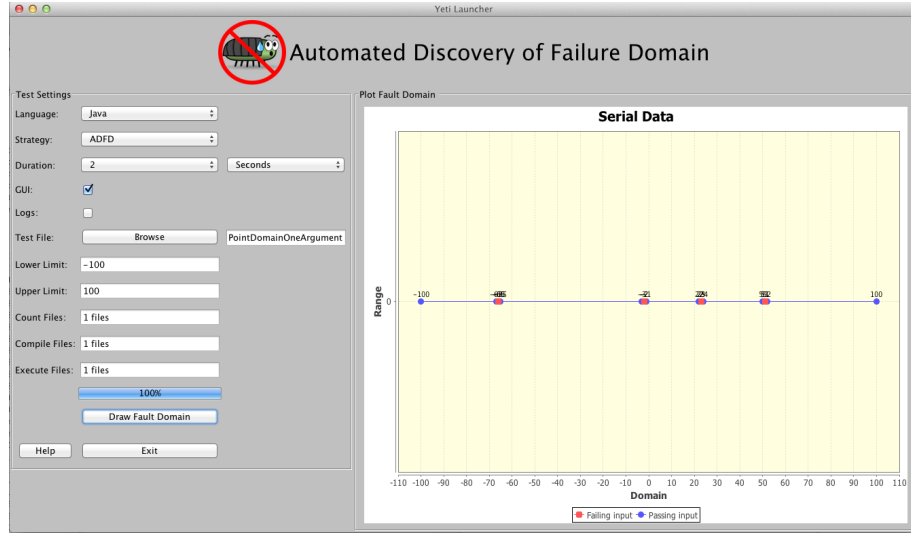 Yeti Launcher
Automated Discovery of Failure Domain
Test Settings
Language: Java
Strategy: ADFD
Duration: 2 Seconds
GUI:
Logs:
Test File: Browse PointDomainOneArgument
Lower Limit: -100
Upper Limit: 100
Count Files: 1 files
Compile Files: 1 files
Execute Files: 1 files
100%
Draw Fault Domain
Help Exit
Plot Fault Domain
Serial Data
Range
0
-100
100
-110 -100 -90 -80 -70 -60 -50 -40 -30 -20 -10 0 10 20 30 40 50 60 70 80 90 100 110
Domain
Failing input Passing input